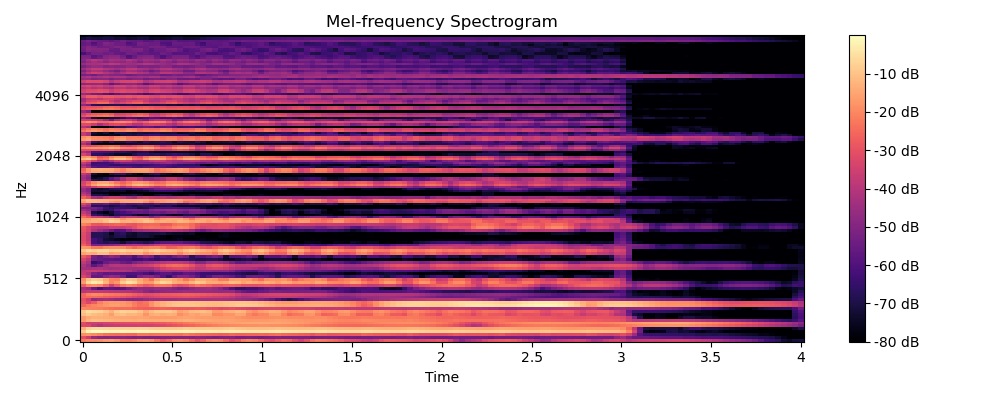 Mel-frequency Spectrogram
Hz
4096
2048
1024
512
0
0
0.5
1
1.5
2
2.5
3
3.5
4
Time
-10 dB
-20 dB
-30 dB
-40 dB
-50 dB
-60 dB
-70 dB
-80 dB